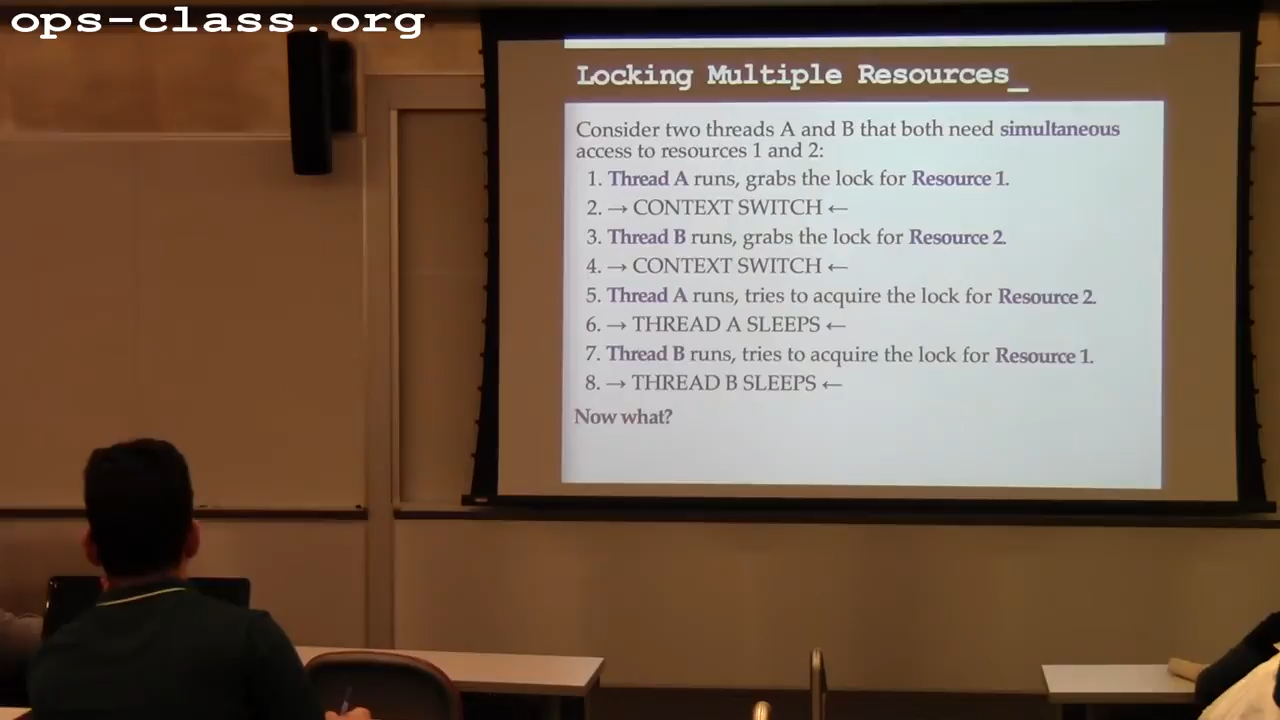 ops-class.org
Locking Multiple Resources_
Consider two threads A and B that both need simultaneous
access to resources 1 and 2:
1. Thread A runs, grabs the lock for Resource 1.
2. → CONTEXT SWITCH ←
3. Thread B runs, grabs the lock for Resource 2.
4. → CONTEXT SWITCH ←
5. Thread A runs, tries to acquire the lock for Resource 2.
6. → THREAD A SLEEPS ←
7. Thread B runs, tries to acquire the lock for Resource 1.
8. → THREAD B SLEEPS ←
Now what?